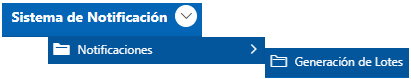 Sistema de Notificación
Notificaciones
Generación de Lotes